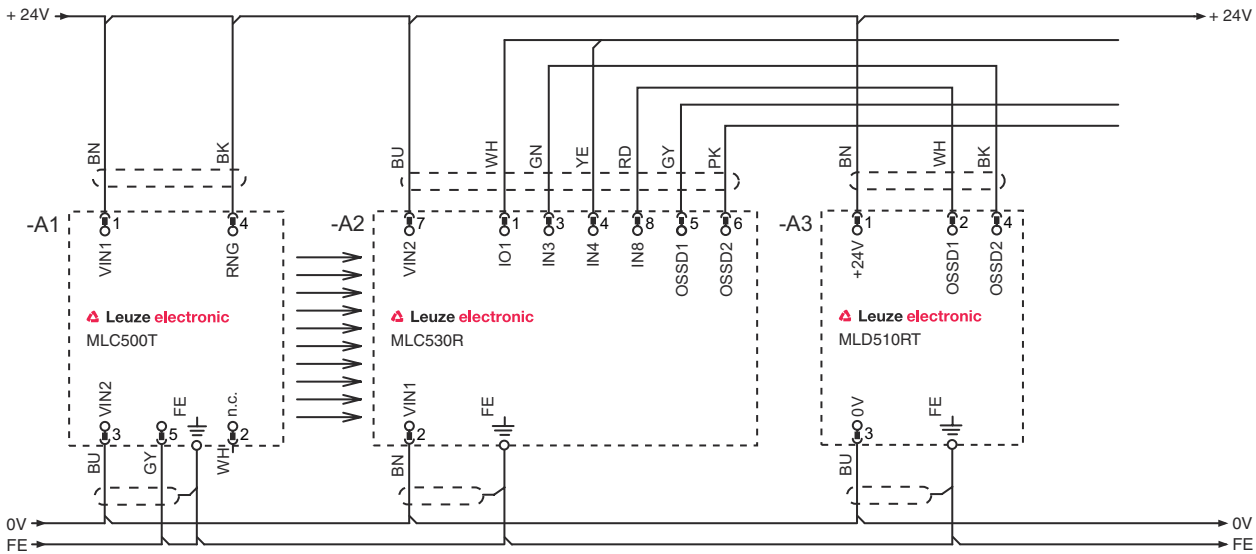 + 24V
+ 24V
BN
BK
BU
WH
GN
YE
RD
GY
PK
BN
WH
BK
-A1
1
4
-A2
7
1
3
4
8
5
6
-A3
1
2
4
VIN1
RNG
VIN2
IO1
IN3
IN4
IN8
OSSD1
OSSD2
+24V
OSSD1
OSSD2
Leuze electronic
MLC500T
Leuze electronic
MLC530R
Leuze electronic
MLD510RT
VIN2
FE
n.c.
VIN1
FE
0V
FE
3
5
2
2
3
BU
GY
WH
BN
BU
0V
0V
FE
FE